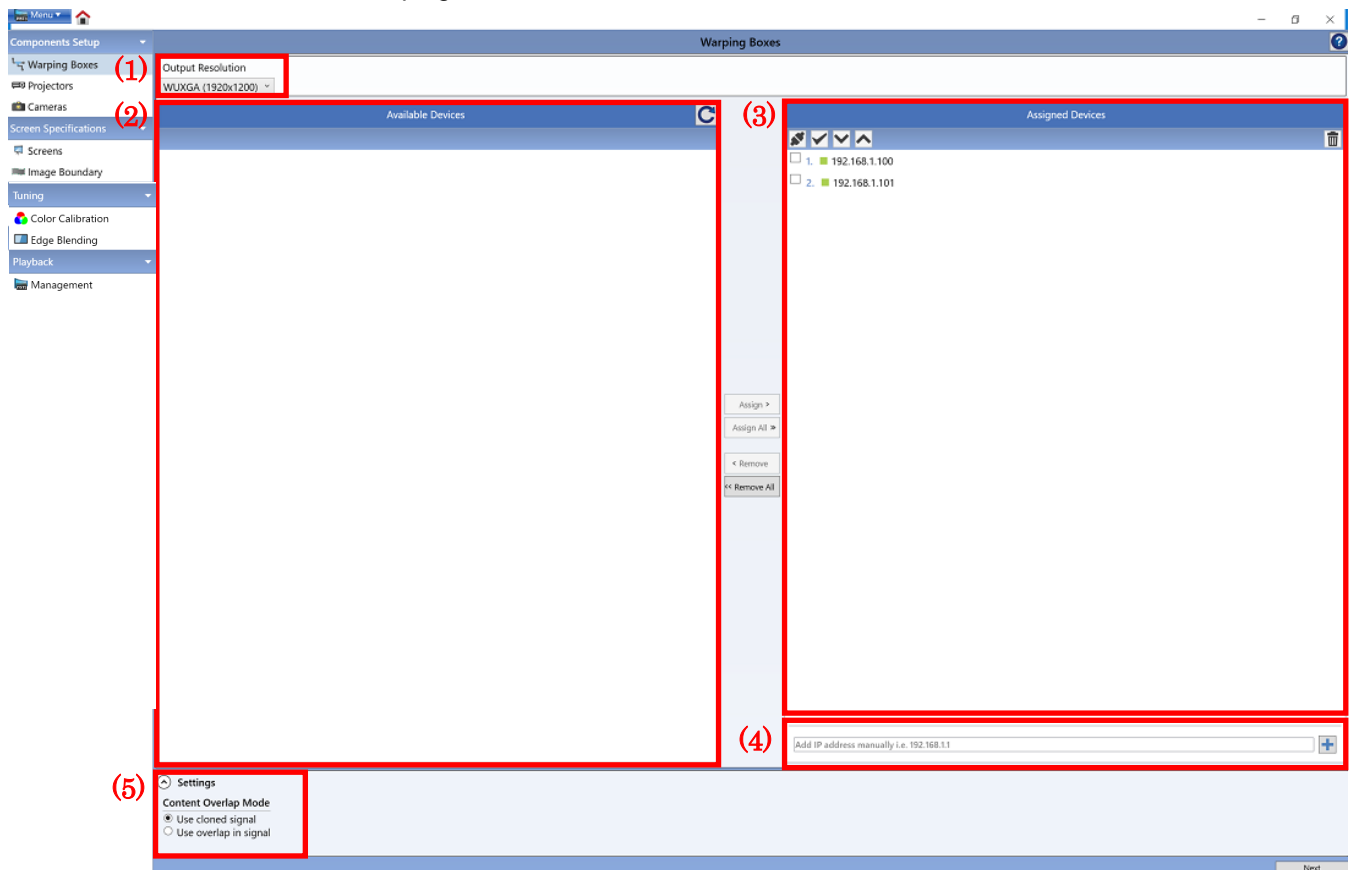 Menu
Components Setup
Warping Boxes
Warping Boxes
Projectors
Cameras
Screen Specifications
Screens
Image Boundary
Tuning
Color Calibration
Edge Blending
Playback
Management
(1)
Output Resolution
WUXGA (1920x1200)
(2)
Available Devices
(3)
Assigned Devices
1. 192.168.1.100
2. 192.168.1.101
Assign >
Assign All »
< Remove
<< Remove All
(4)
Add IP address manually i.e. 192.168.1.1
(5)
Settings
Content Overlap Mode
Use cloned signal
Use overlap in signal
Next